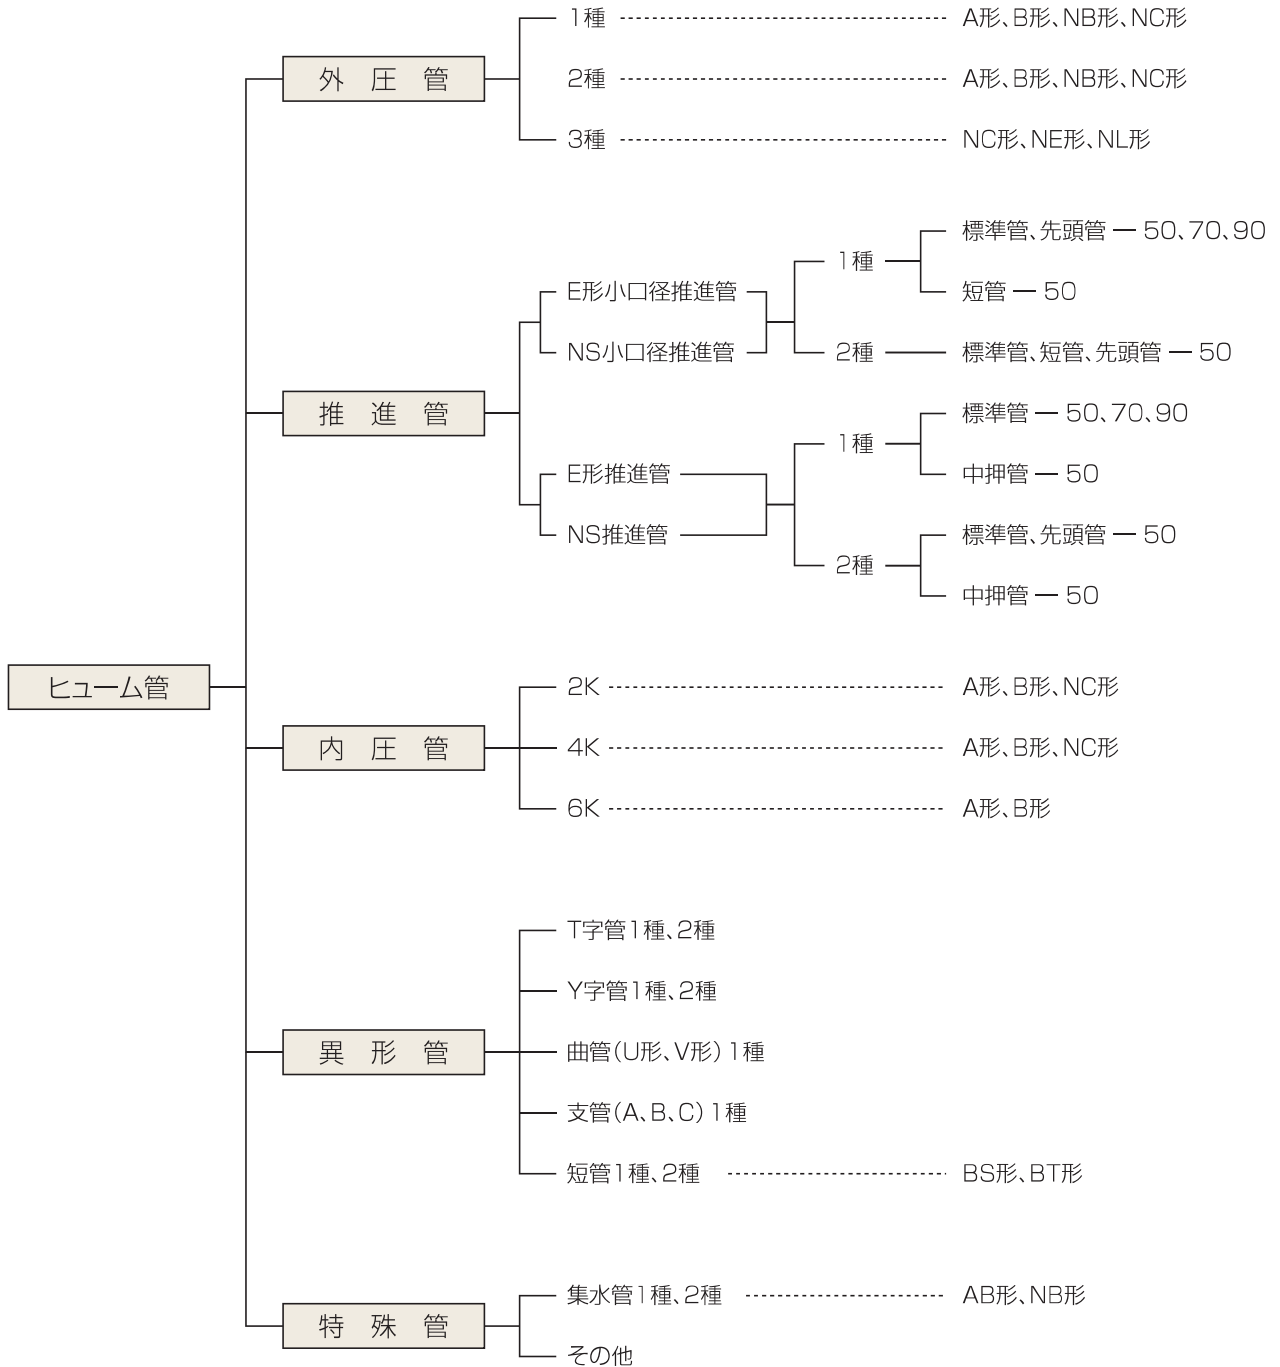 1種 A形、B形、NB形、NC形
外圧管
2種 A形、B形、NB形、NC形
3種 NC形、NE形、NL形
標準管、先頭管 — 50、70、90
1種
E形小口径推進管
短管 — 50
NS小口径推進管
2種
標準管、短管、先頭管 — 50
推進管
標準管 — 50、70、90
1種
E形推進管
中押管 — 50
NS推進管
標準管、先頭管 — 50
2種
中押管 — 50
ヒューム管
2K A形、B形、NC形
内圧管
4K A形、B形、NC形
6K A形、B形
T字管1種、2種
Y字管1種、2種
異形管
曲管(U形、V形)1種
支管(A、B、C)1種
短管1種、2種 BS形、BT形
集水管1種、2種 AB形、NB形
特殊管
その他